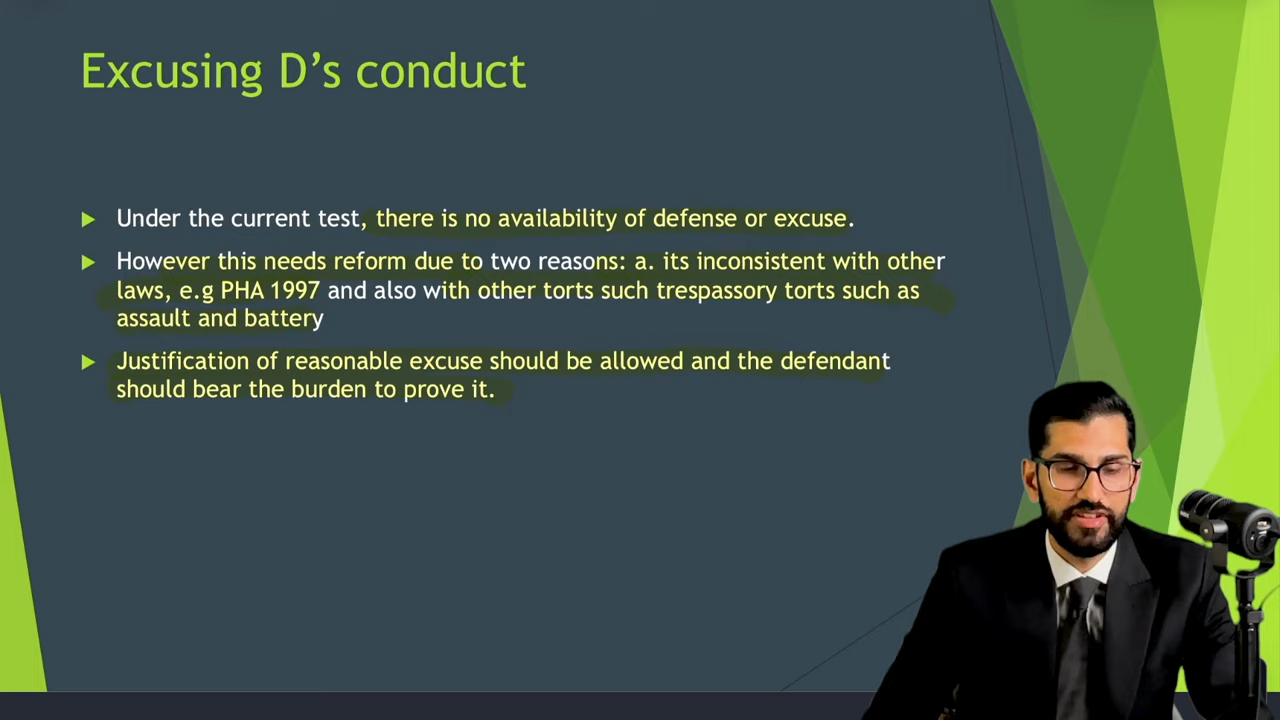 Excusing D’s conduct
Under the current test, there is no availability of defense or excuse.
However this needs reform due to two reasons: a. its inconsistent with other
laws, e.g PHA 1997 and also with other torts such trespassory torts such as
assault and battery
Justification of reasonable excuse should be allowed and the defendant
should bear the burden to prove it.